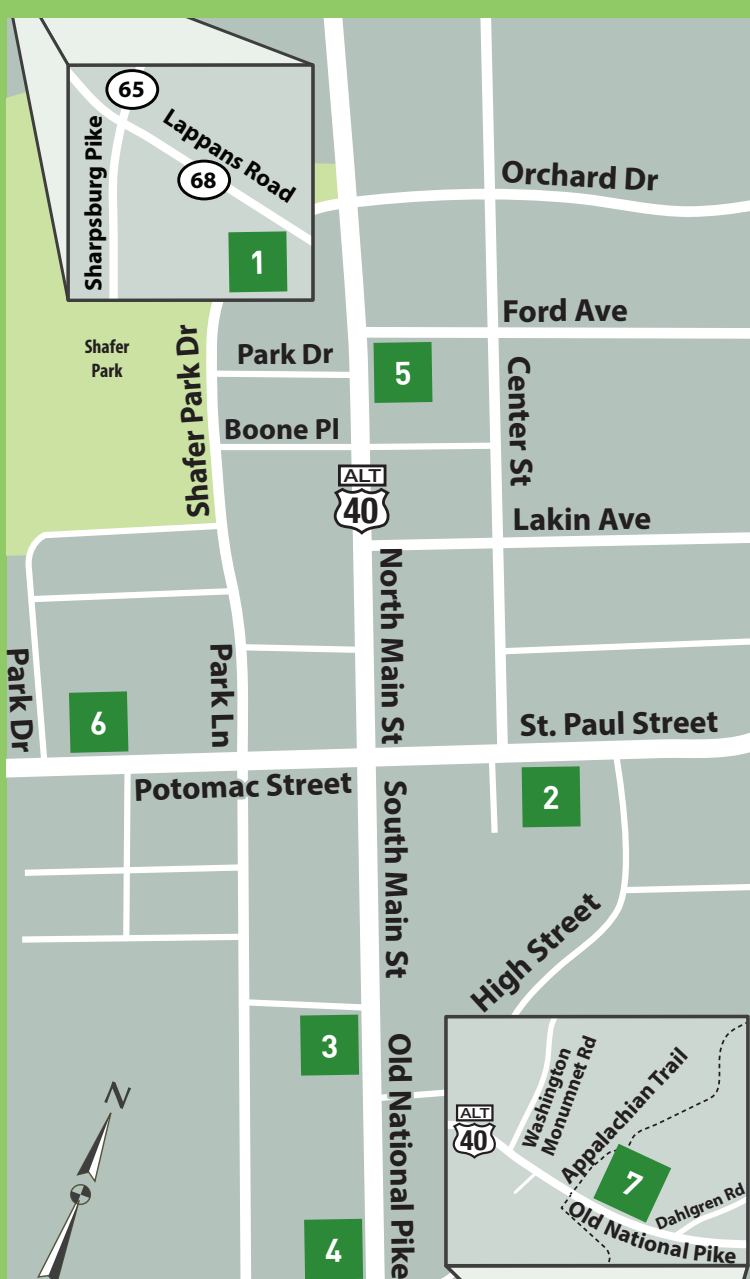 65
Lappans Road
68
Sharpsburg Pike
1
Orchard Dr
Ford Ave
Shafer
Park
Shafer Park Dr
Park Dr
5
Center St
Boone Pl
ALT
40
Lakin Ave
North Main St
Park Dr
6
Park Ln
St. Paul Street
Potomac Street
2
South Main St
High Street
3
Old National Pike
N
4
Washington
Monumnet Rd
Appalachian Trail
ALT
40
7
Dahlgren Rd
Old National Pike